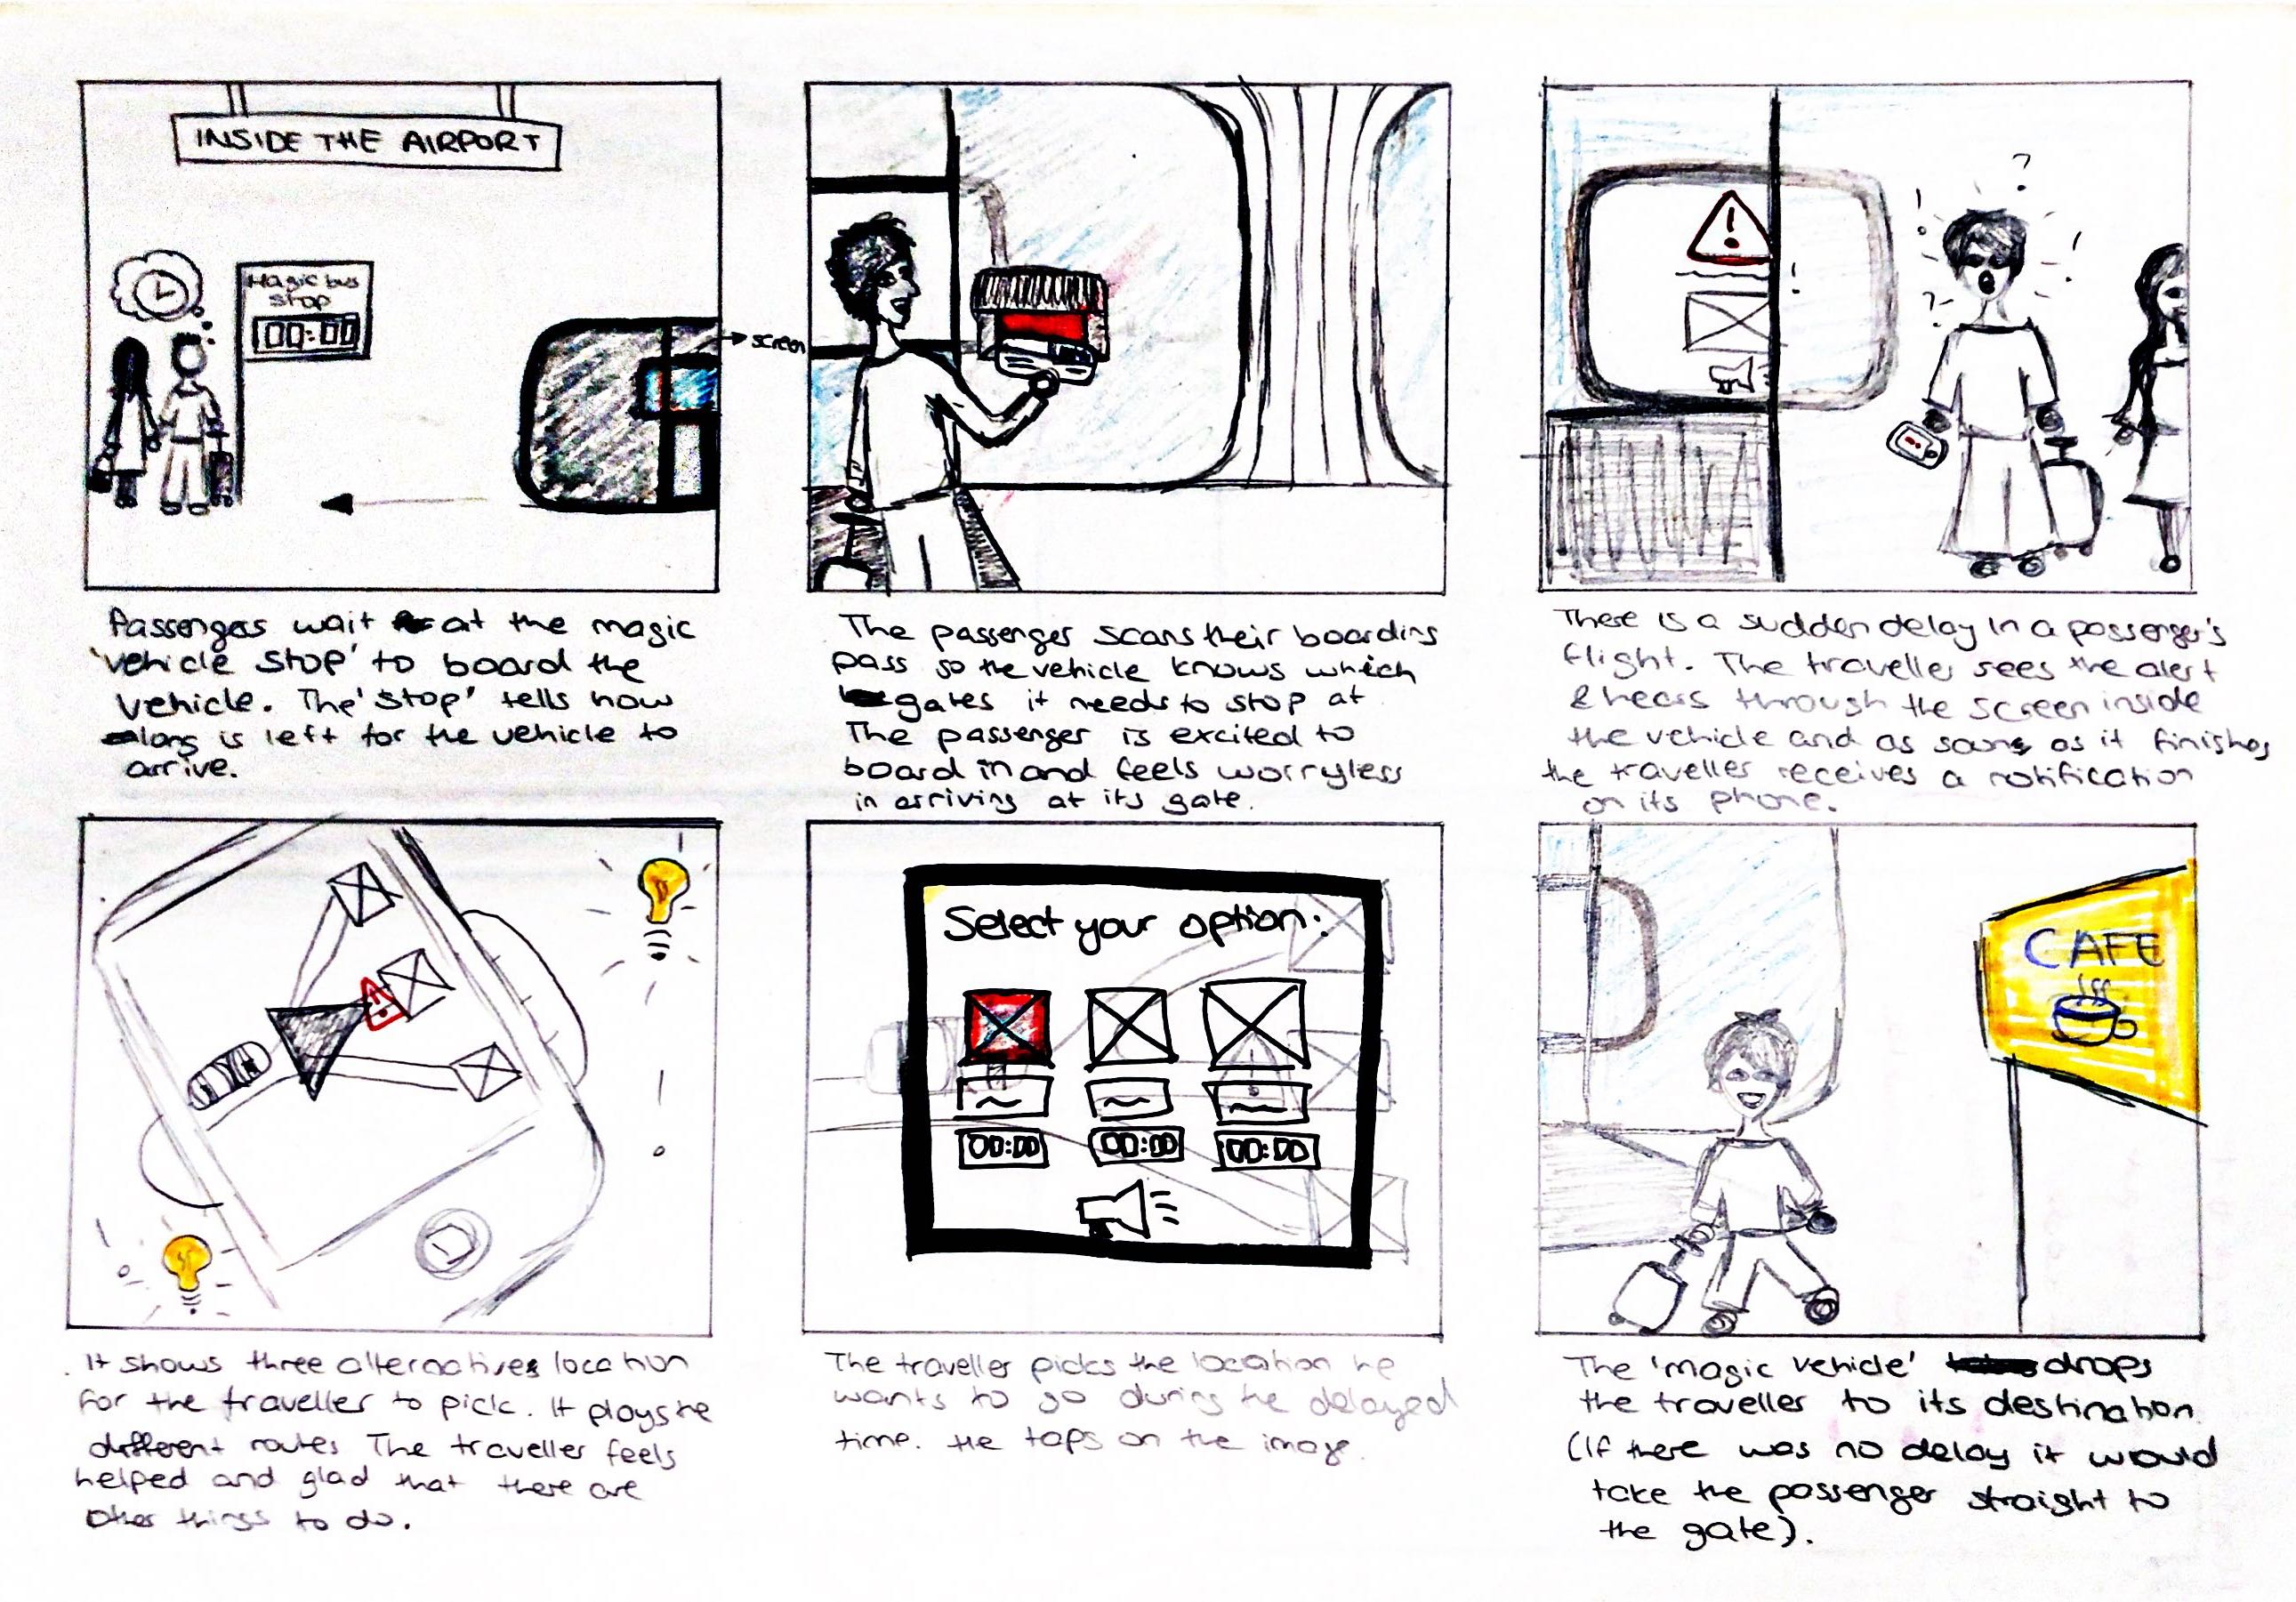 INSIDE THE AIRPORT
Magic bus
stop
00:00
screen
Passengers wait at the magic
'vehicle stop' to board the
vehicle. The 'stop' tells how
long is left for the vehicle to
arrive.
The passenger scans their boarding
pass so the vehicle knows which
gates it needs to stop at.
The passenger is excited to
board in and feels worryless
in arriving at its gate.
There is a sudden delay in a passenger's
flight. The traveller sees the alert
& hears through the screen inside
the vehicle and as soon as it finishes
the traveller receives a notification
on its phone.
It shows three alternatives location
for the traveller to pick. It plays the
different routes The traveller feels
helped and glad that there are
other things to do.
Select your option:
00:00 00:00 00:00
The traveller picks the location he
wants to go during the delayed
time. He taps on the image.
CAFE
The 'magic vehicle' drops
the traveller to its destination.
(If there was no delay it would
take the passenger straight to
the gate).